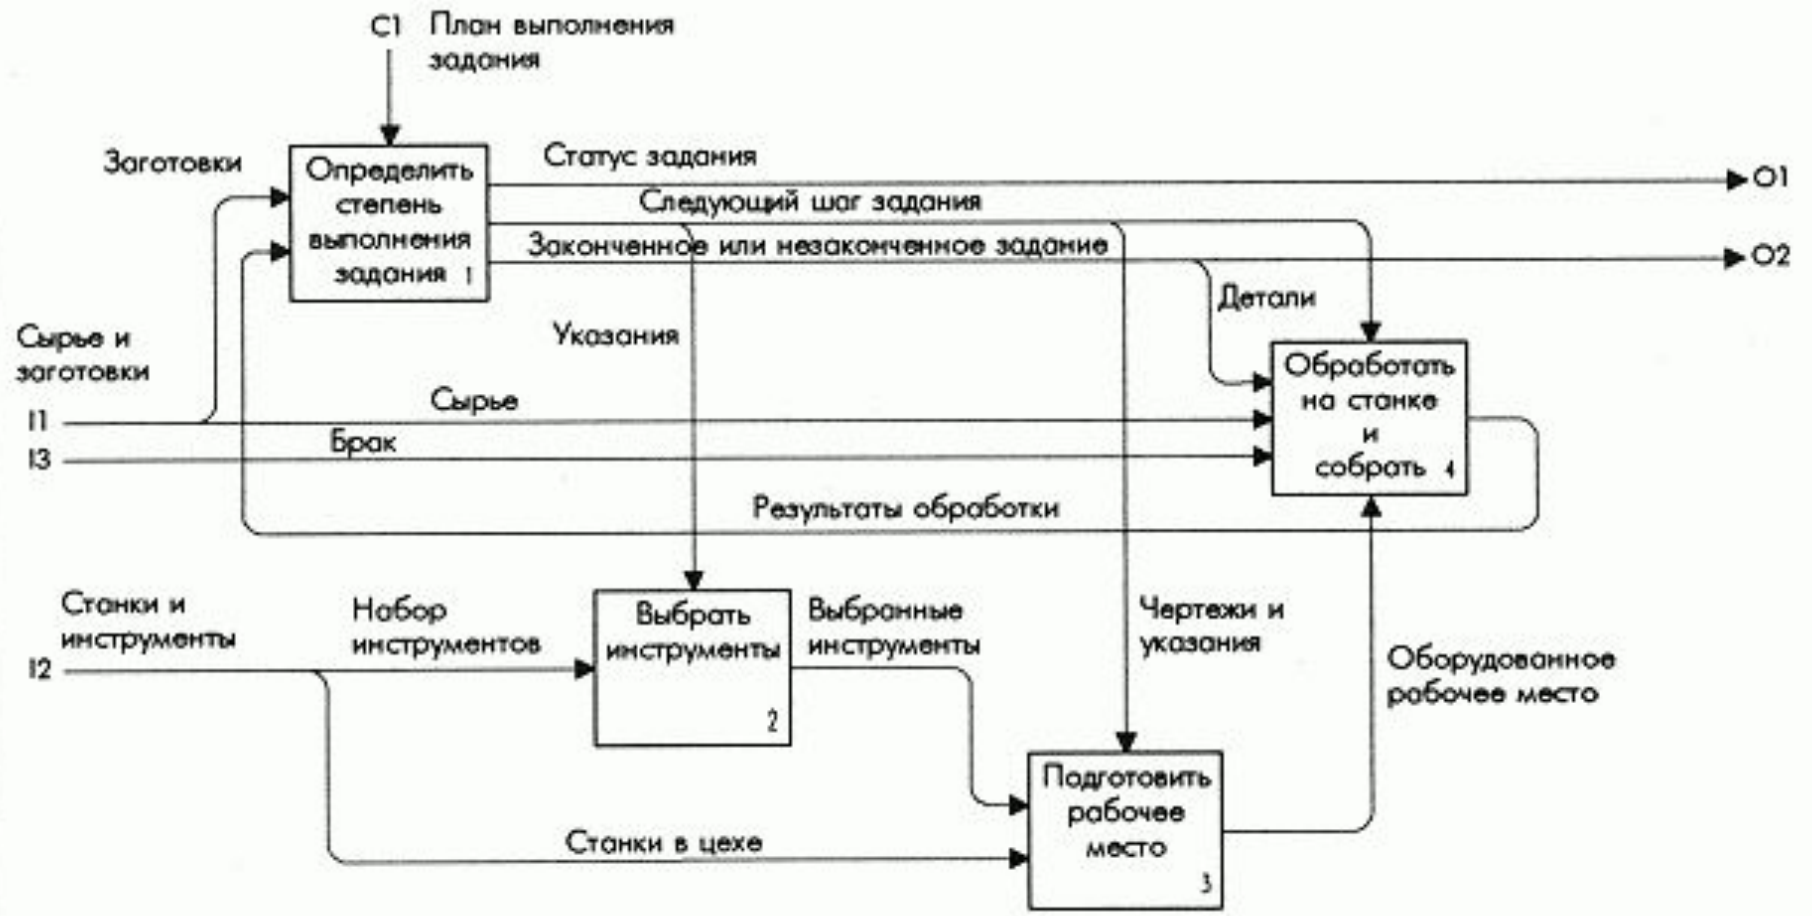 C1 План выполнения
задания
Заготовки
Определить
степень
выполнения
задания 1
Статус задания
O1
Следующий шаг задания
Законченное или незаконченное задание
O2
Детали
Сырье и
заготовки
Указания
Обработать
на станке
и
собрать 4
I1
Сырье
I3
Брак
Результаты обработки
Станки и
инструменты
I2
Набор
инструментов
Выбрать
инструменты
2
Выбранные
инструменты
Чертежи и
указания
Оборудованное
рабочее место
Подготовить
рабочее
место
3
Станки в цехе